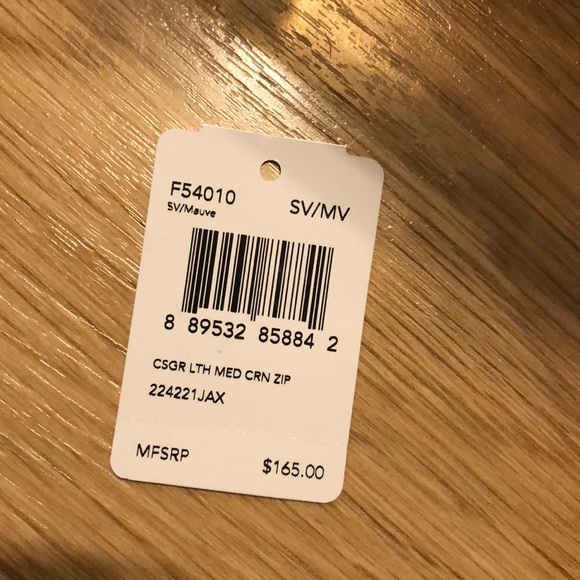 F54010 SV/MV
SV/Mauve
8 89532 85884 2
CSGR LTH MED CRN ZIP
224221JAX
MFSRP $165.00